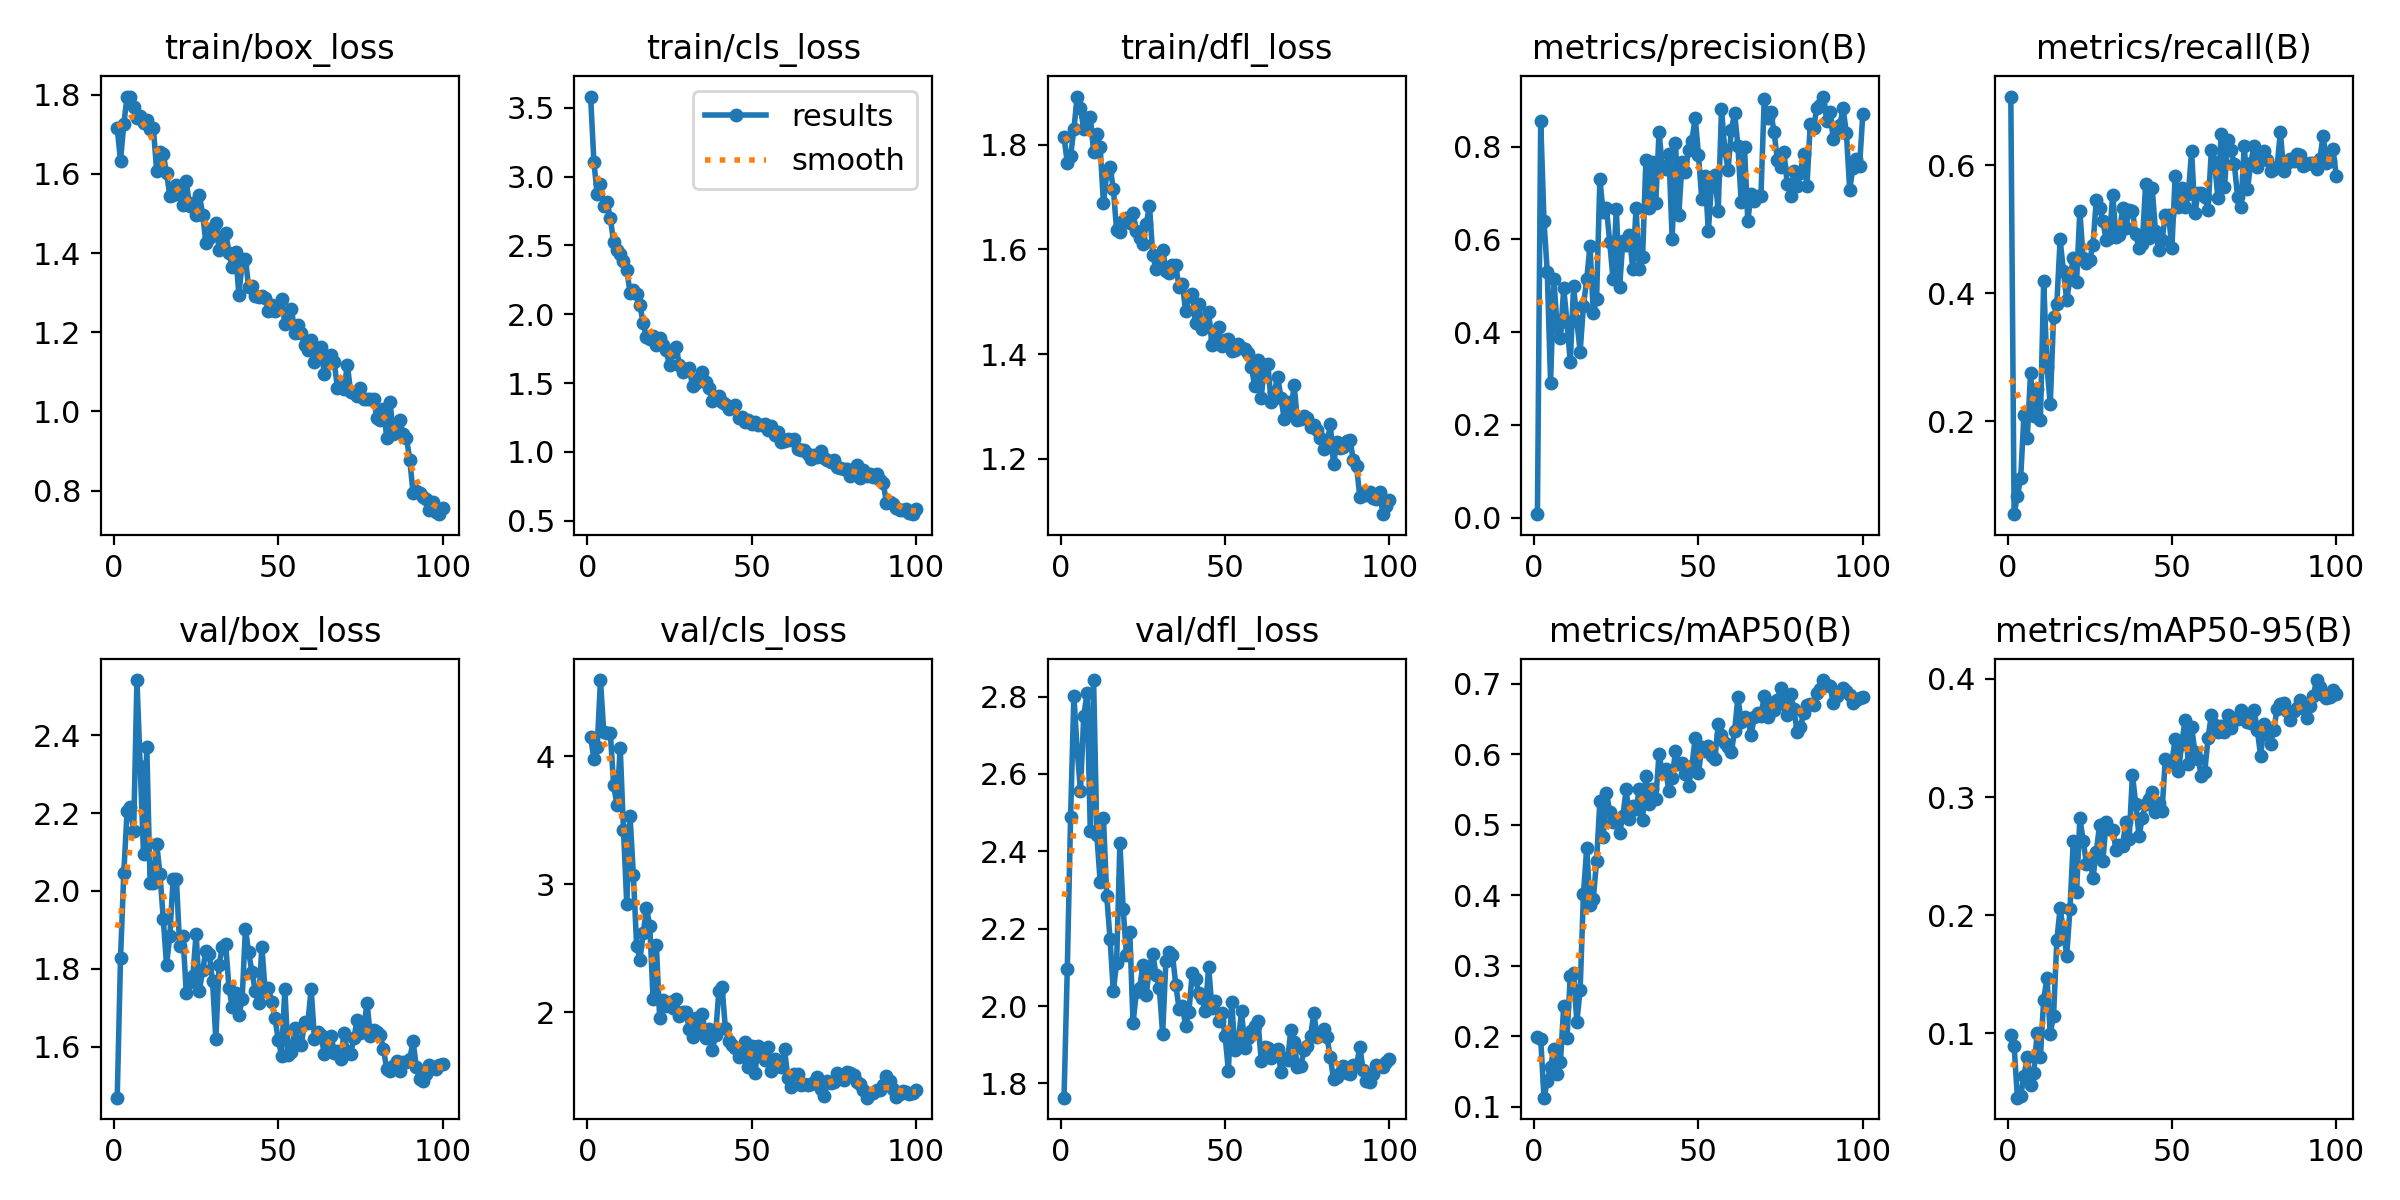 train/box_loss
1.8
1.6
1.4
1.2
1.0
0.8
0 50 100
train/cls_loss
results
smooth
3.5
3.0
2.5
2.0
1.5
1.0
0.5
0 50 100
train/dfl_loss
1.8
1.6
1.4
1.2
0 50 100
metrics/precision(B)
0.8
0.6
0.4
0.2
0.0
0 50 100
metrics/recall(B)
0.6
0.4
0.2
0 50 100
val/box_loss
2.4
2.2
2.0
1.8
1.6
0 50 100
val/cls_loss
4
3
2
0 50 100
val/dfl_loss
2.8
2.6
2.4
2.2
2.0
1.8
0 50 100
metrics/mAP50(B)
0.7
0.6
0.5
0.4
0.3
0.2
0.1
0 50 100
metrics/mAP50-95(B)
0.4
0.3
0.2
0.1
0 50 100